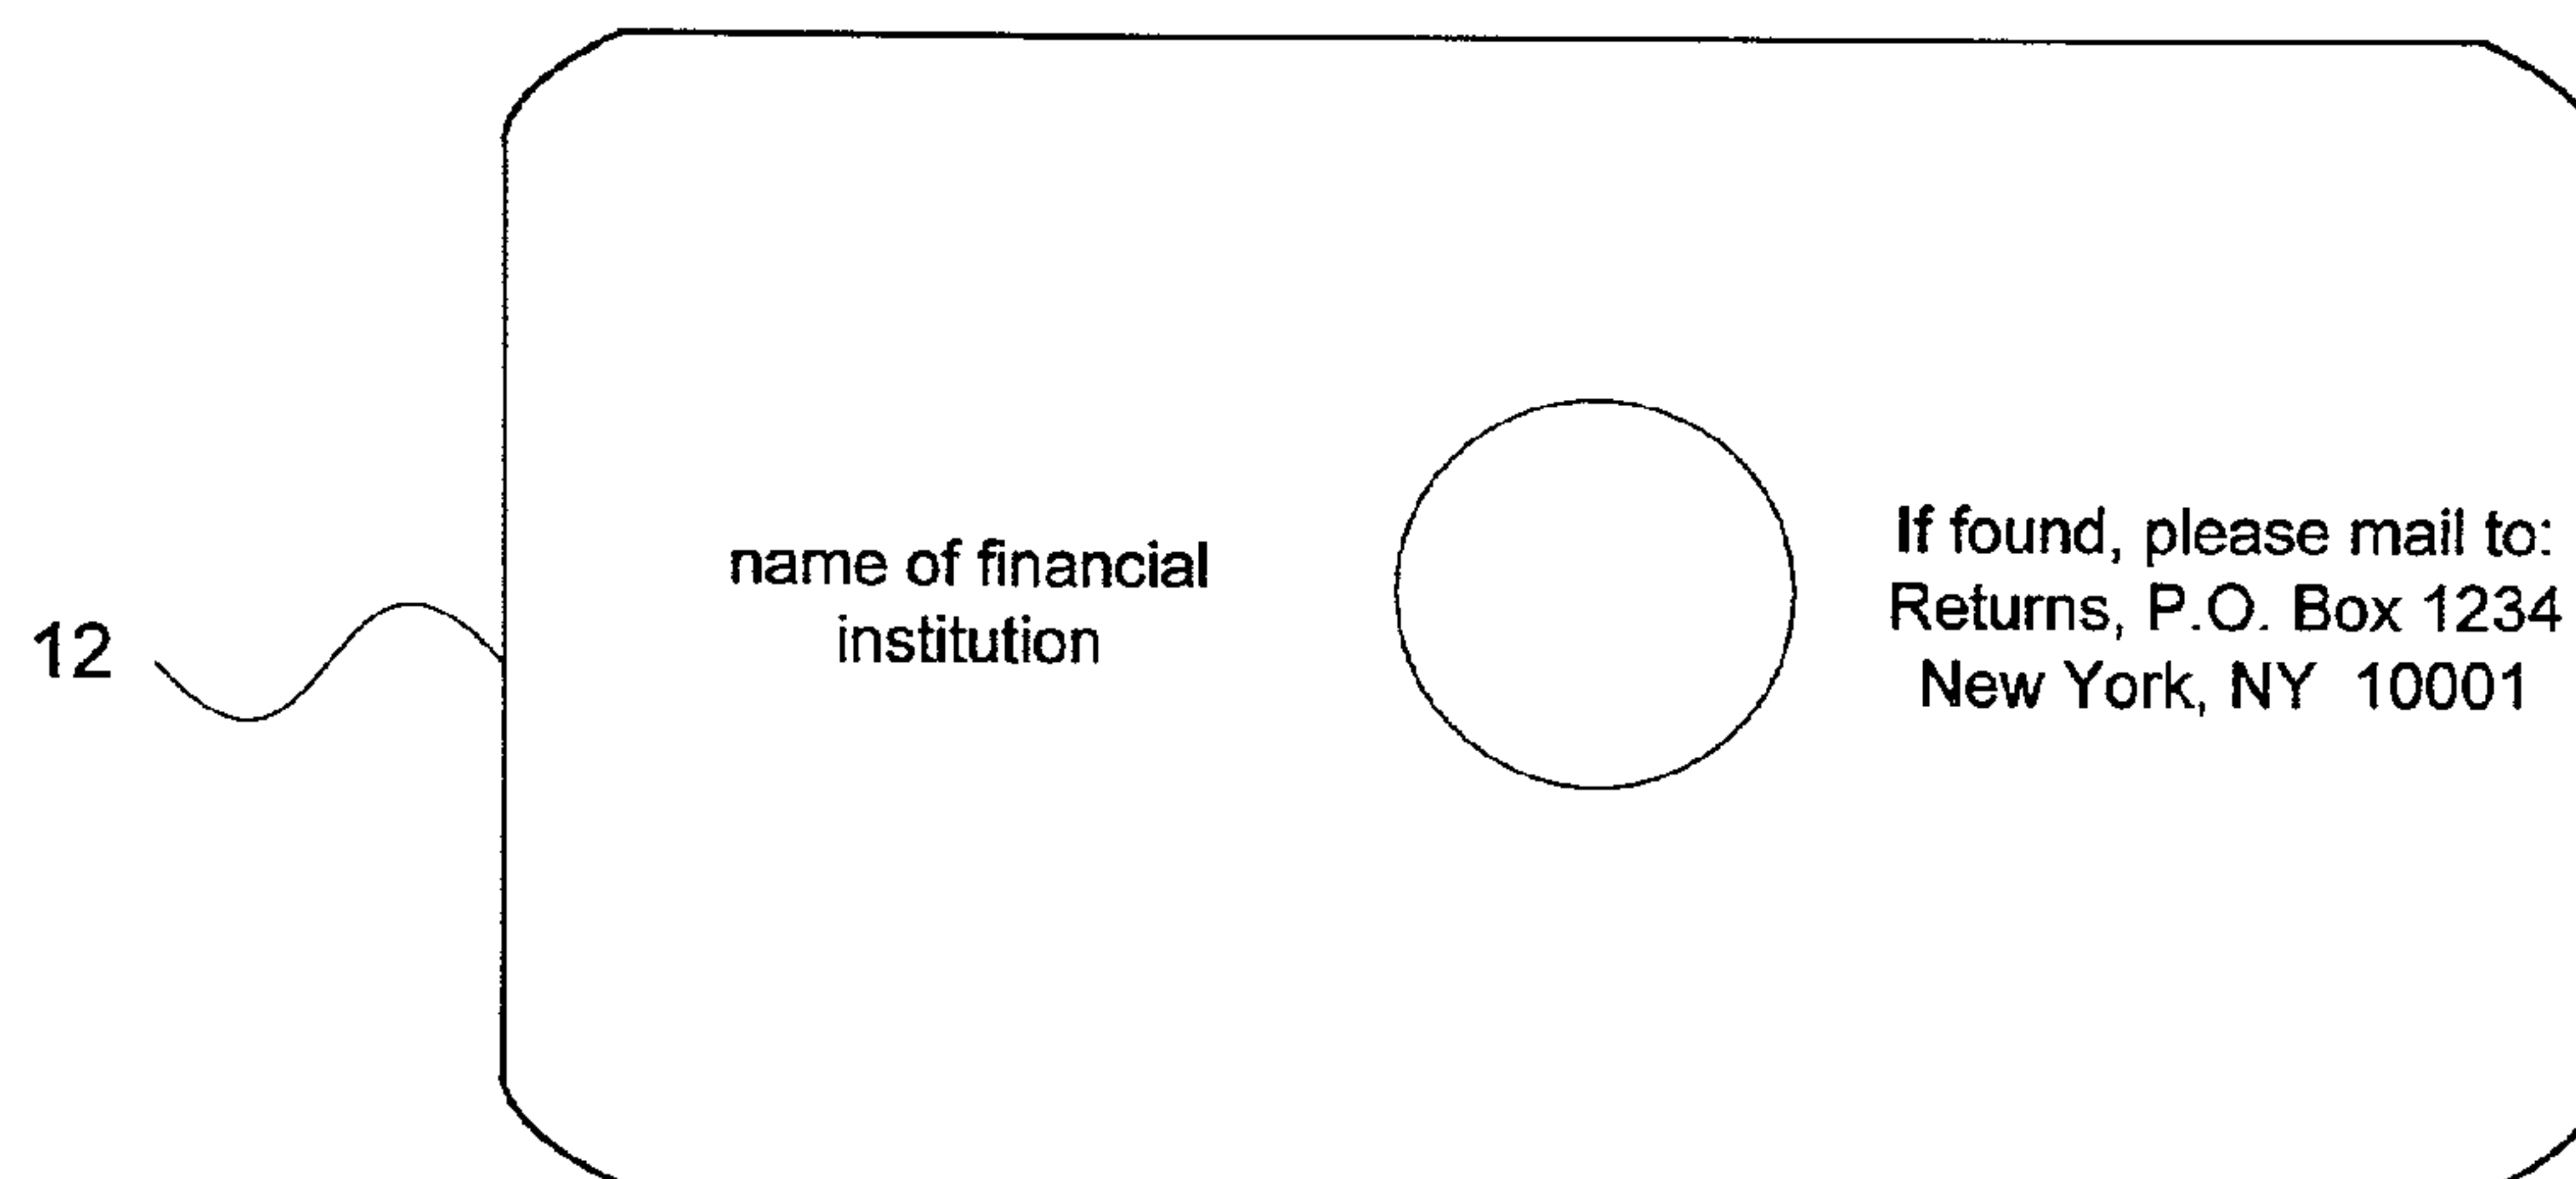 12
name of financial
institution
If found, please mail to:
Returns, P.O. Box 1234
New York, NY 10001